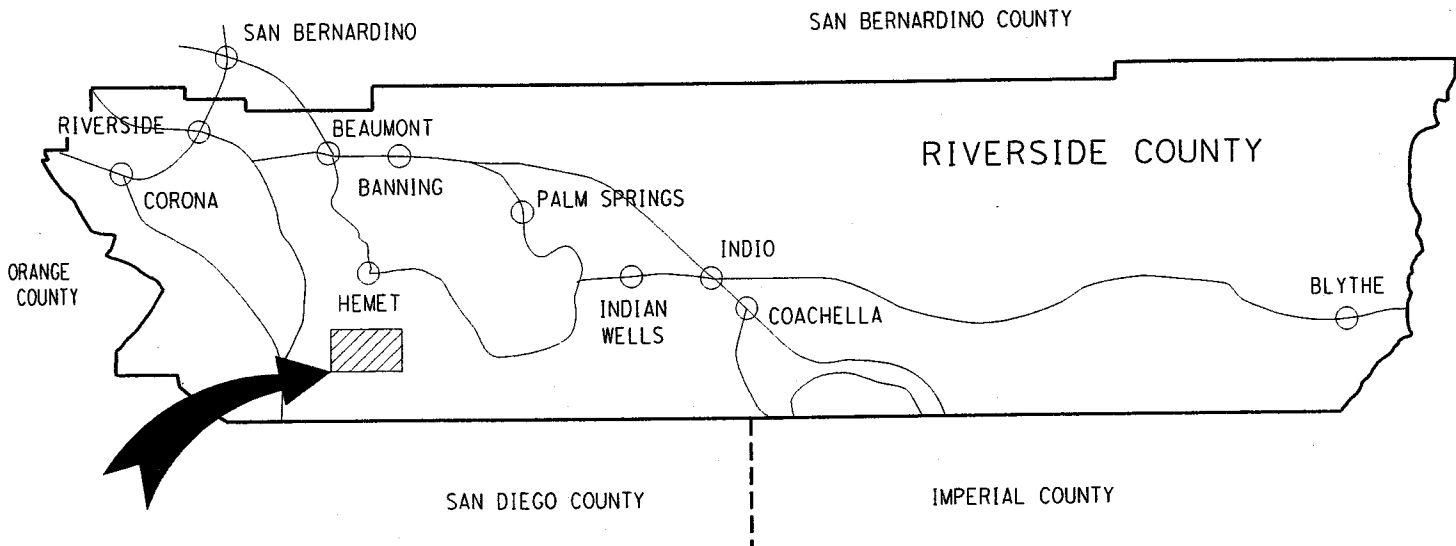 SAN BERNARDINO COUNTY
SAN BERNARDINO
RIVERSIDE
BEAUMONT
RIVERSIDE COUNTY
BANNING
CORONA
PALM SPRINGS
ORANGE
COUNTY
INDIO
HEMET
INDIAN
WELLS
COACHELLA
BLYTHE
SAN DIEGO COUNTY
IMPERIAL COUNTY